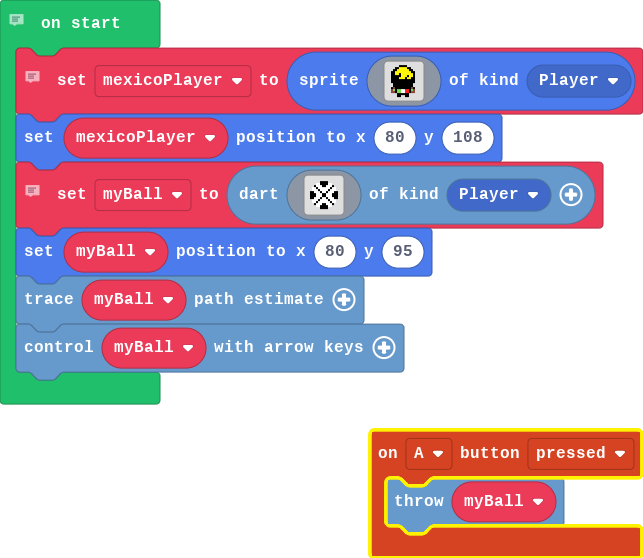 on start
set mexicoPlayer to sprite of kind Player
set mexicoPlayer position to x 80 y 108
set myBall to dart of kind Player
set myBall position to x 80 y 95
trace myBall path estimate
control myBall with arrow keys
on A button pressed
throw myBall